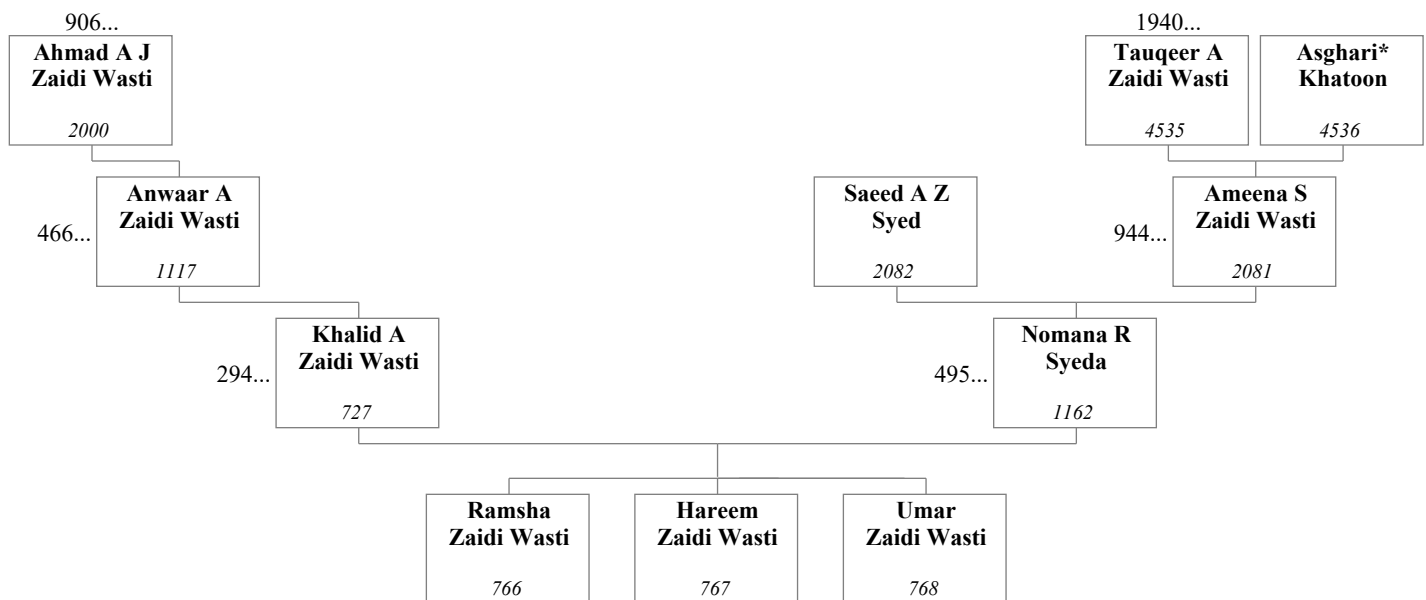 906...
Ahmad A J
Zaidi Wasti
2000
1940...
Tauqeer A
Zaidi Wasti
4535
Asghari*
Khatoon
4536
466...
Anwaar A
Zaidi Wasti
1117
Saeed A Z
Syed
2082
944...
Ameena S
Zaidi Wasti
2081
294...
Khalid A
Zaidi Wasti
727
495...
Nomana R
Syeda
1162
Ramsha
Zaidi Wasti
766
Hareem
Zaidi Wasti
767
Umar
Zaidi Wasti
768